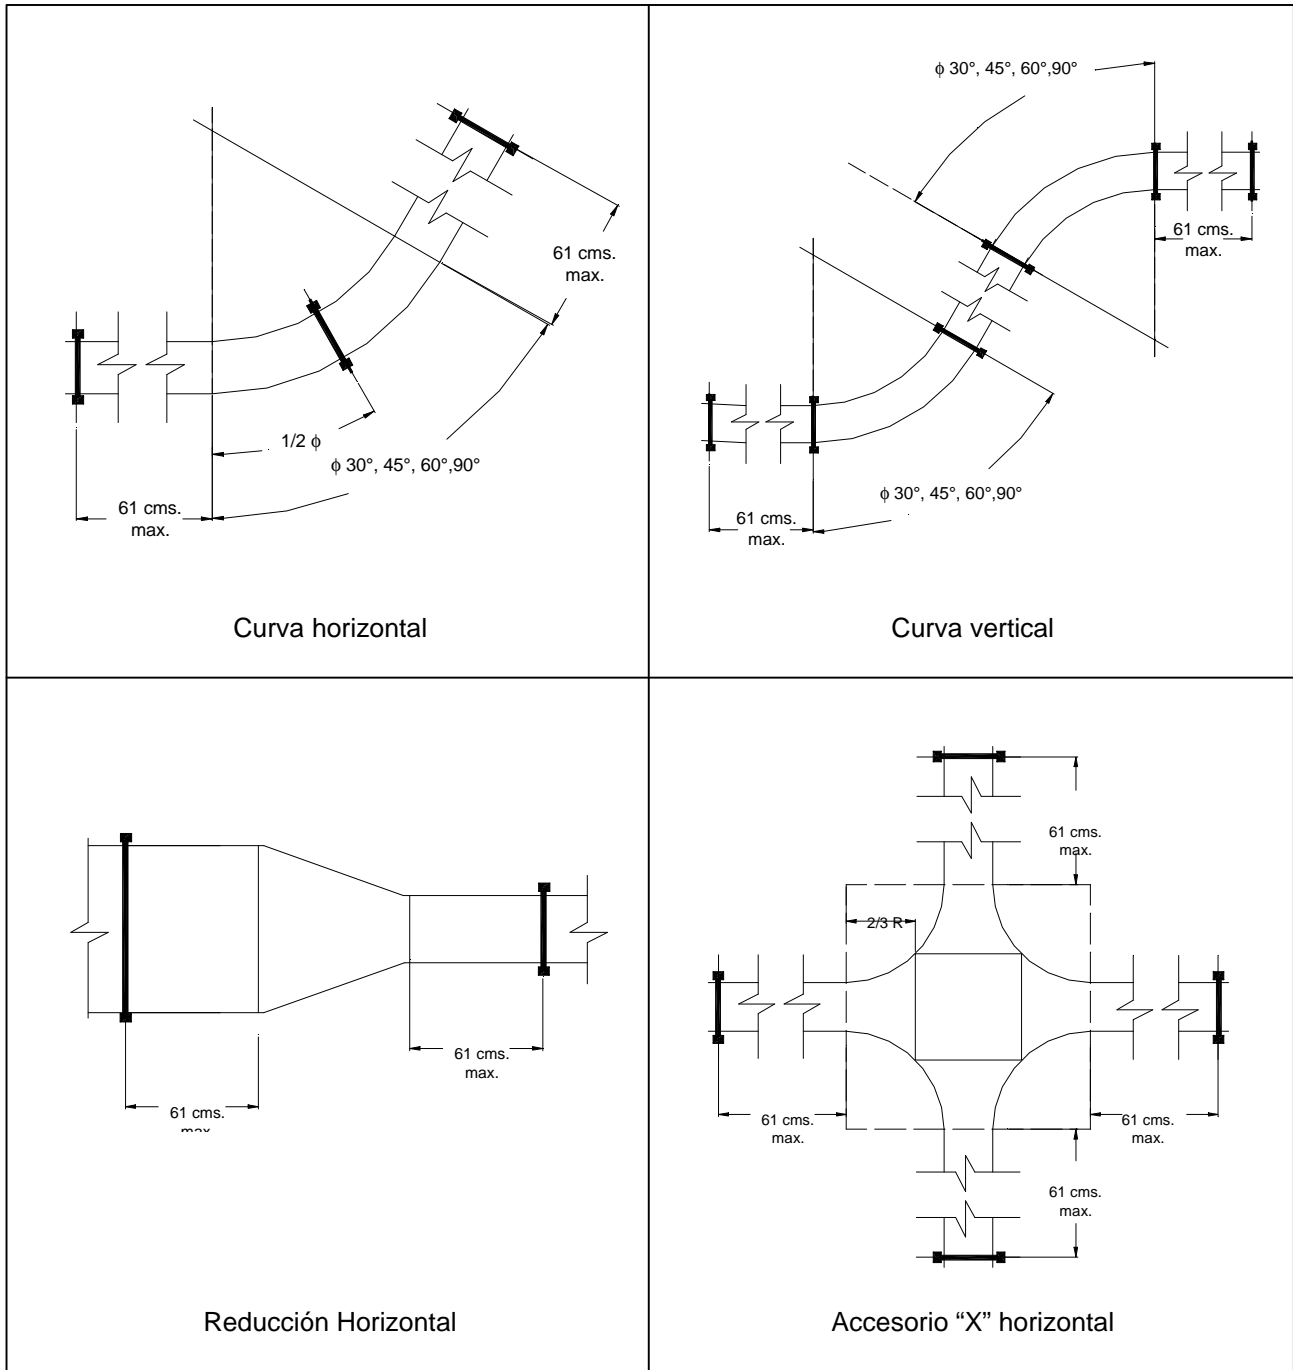 61 cms.
max.
1/2 ϕ
ϕ 30°, 45°, 60°,90°
61 cms.
max.
Curva horizontal
ϕ 30°, 45°, 60°,90°
61 cms.
max.
ϕ 30°, 45°, 60°,90°
61 cms.
max.
Curva vertical
61 cms.
max.
61 cms.
max
Reducción Horizontal
61 cms.
max.
2/3 R
61 cms.
max.
61 cms.
max.
61 cms.
max.
Accesorio “X” horizontal